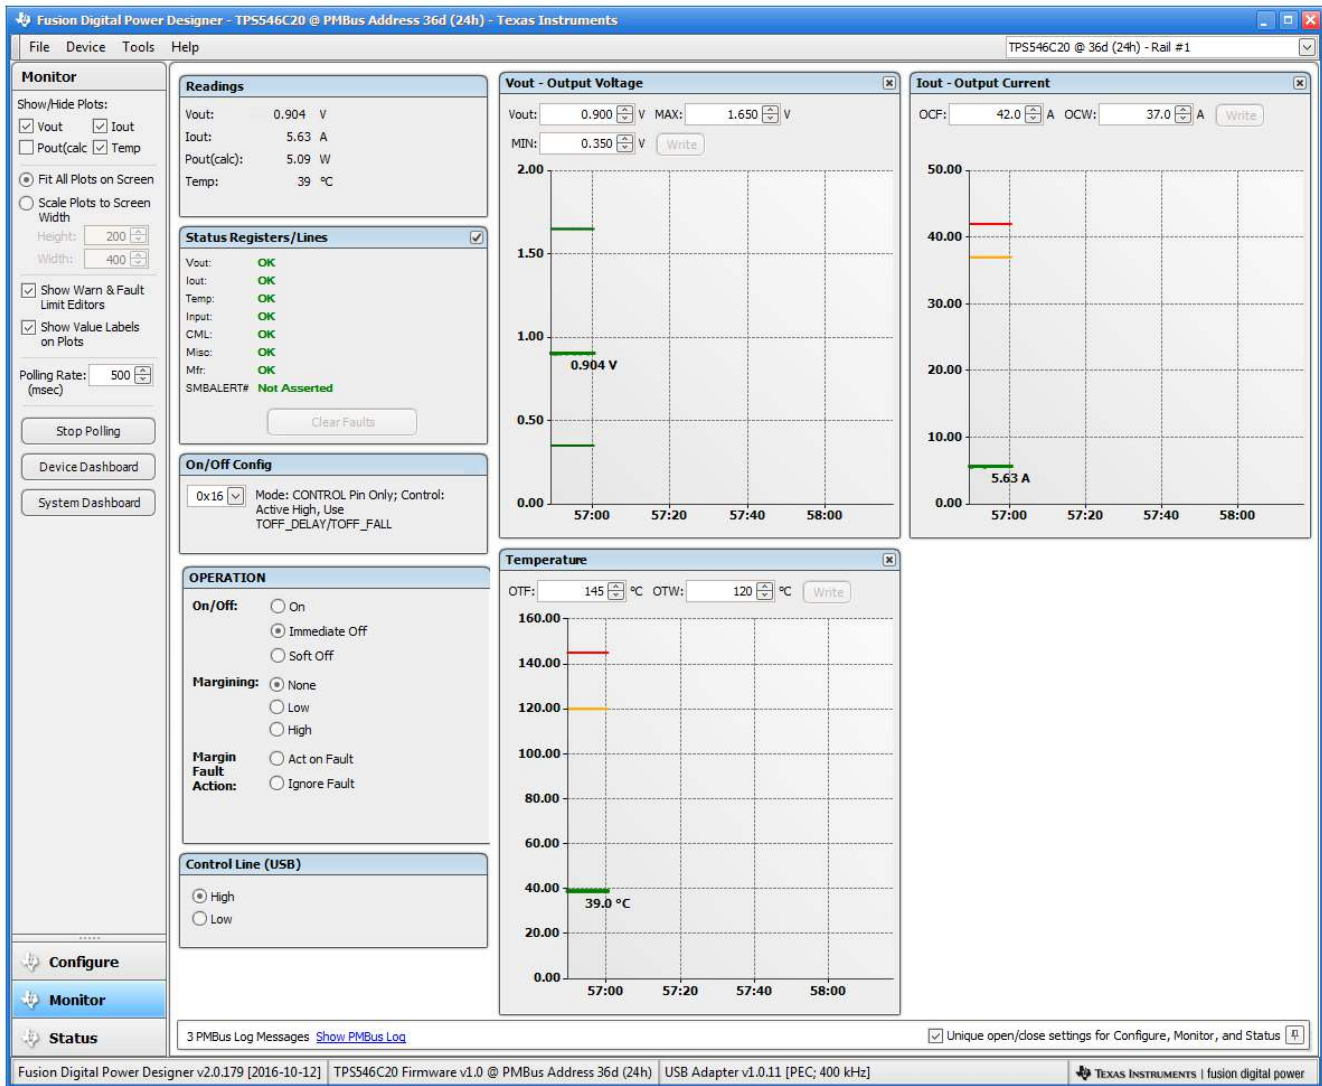 Fusion Digital Power Designer - TPS546C20 @ PMBus Address 36d (24h) - Texas Instruments
File Device Tools Help
TPS546C20 @ 36d (24h) - Rail #1
Monitor
Show/Hide Plots:
Vout Iout
Pout(calc Temp
Fit All Plots on Screen
Scale Plots to Screen
Width
Height: 200
Width: 400
Show Warn & Fault
Limit Editors
Show Value Labels
on Plots
Polling Rate: 500
(msec)
Stop Polling
Device Dashboard
System Dashboard
Configure
Monitor
Status
Readings
Vout: 0.904 V
Iout: 5.63 A
Pout(calc): 5.09 W
Temp: 39 ºC
Status Registers/Lines
Vout: OK
Iout: OK
Temp: OK
Input: OK
CML: OK
Misc: OK
Mfr: OK
SMBALERT# Not Asserted
Clear Faults
On/Off Config
0x16 Mode: CONTROL Pin Only; Control:
Active High, Use
TOFF_DELAY/TOFF_FALL
OPERATION
On/Off: On
Immediate Off
Soft Off
Margining: None
Low
High
Margin
Fault
Action:
Act on Fault
Ignore Fault
Control Line (USB)
High
Low
Vout - Output Voltage
Vout: 0.900 V MAX: 1.650 V
MIN: 0.350 V Write
2.00
1.50
1.00
0.904 V
0.50
0.00
57:00 57:20 57:40 58:00
Iout - Output Current
OCF: 42.0 A OCW: 37.0 A Write
50.00
40.00
30.00
20.00
10.00
5.63 A
0.00
57:00 57:20 57:40 58:00
Temperature
OTF: 145 ºC OTW: 120 ºC Write
160.00
140.00
120.00
100.00
80.00
60.00
40.00
39.0 ºC
20.00
0.00
57:00 57:20 57:40 58:00
3 PMBus Log Messages Show PMBus Log
Unique open/close settings for Configure, Monitor, and Status
Fusion Digital Power Designer v2.0.179 [2016-10-12] TPS546C20 Firmware v1.0 @ PMBus Address 36d (24h) USB Adapter v1.0.11 [PEC; 400 kHz] TEXAS INSTRUMENTS | fusion digital power